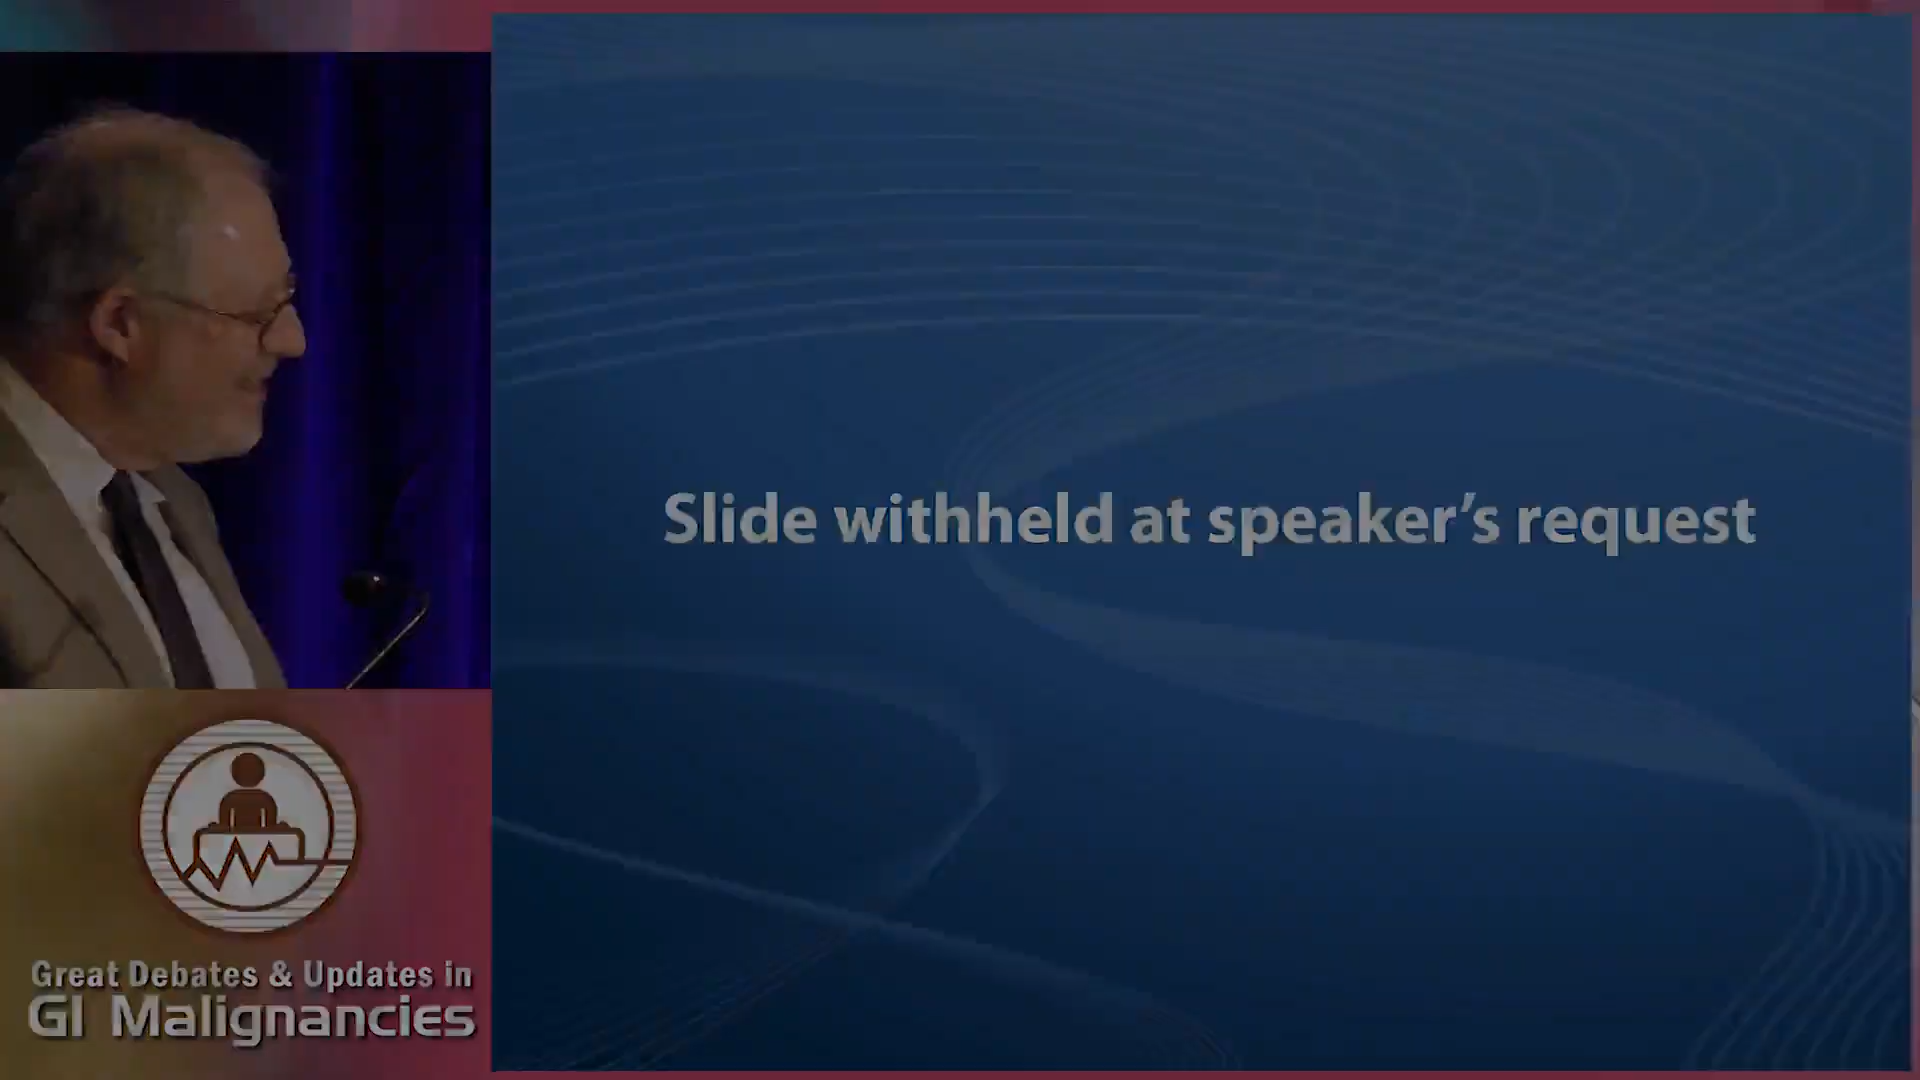 Slide withheld at speaker’s request
Great Debates & Updates in
GI Malignancies